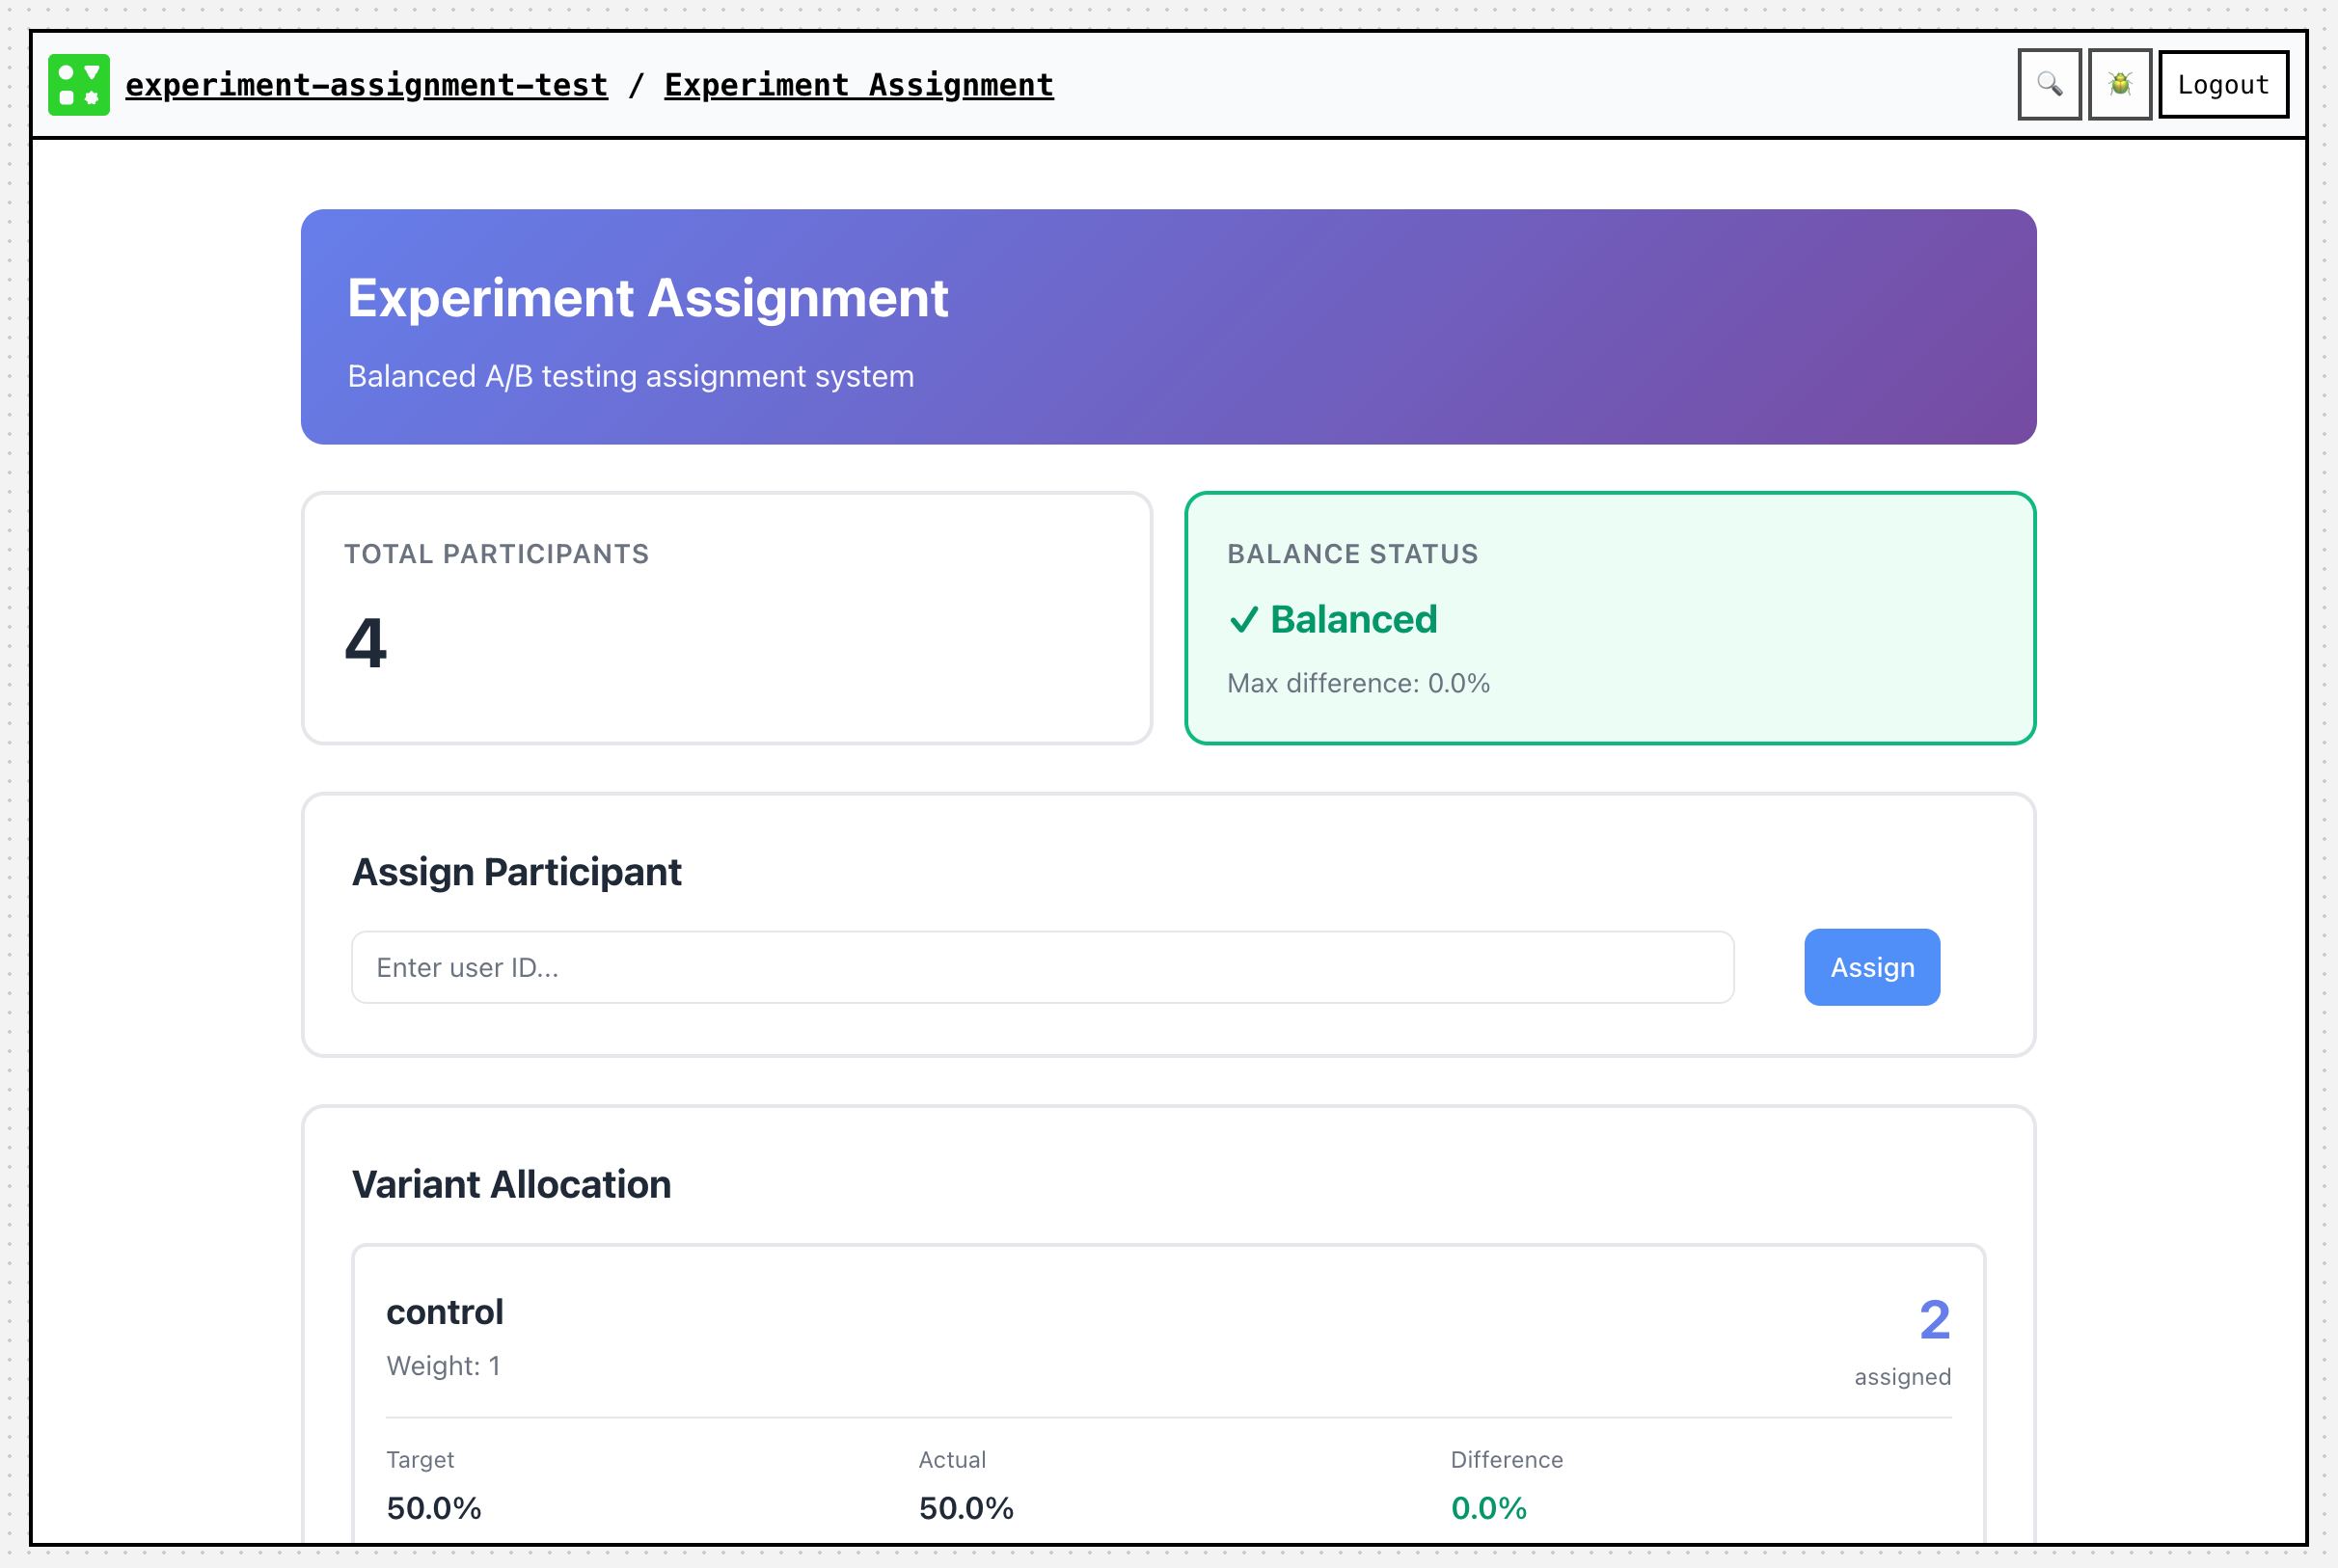 experiment-assignment-test / Experiment Assignment
Logout
Experiment Assignment
Balanced A/B testing assignment system
TOTAL PARTICIPANTS
4
BALANCE STATUS
✓ Balanced
Max difference: 0.0%
Assign Participant
Enter user ID...
Assign
Variant Allocation
control
2
Weight: 1
assigned
Target
Actual
Difference
50.0%
50.0%
0.0%